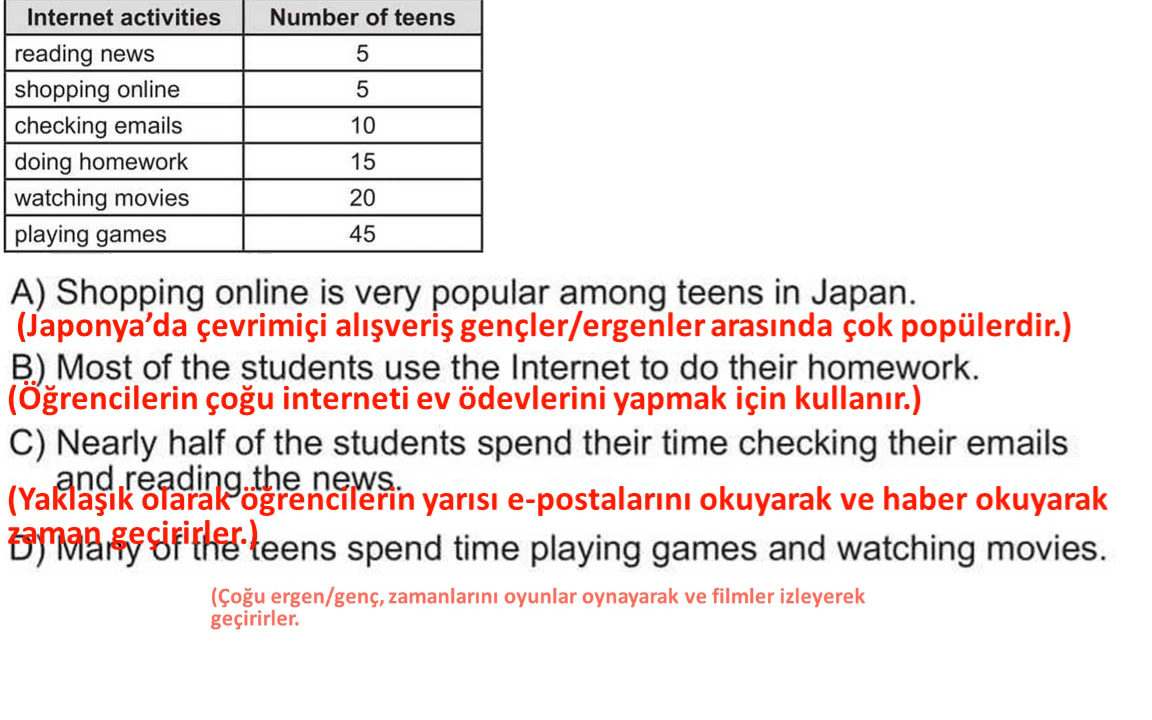 Internet activities Number of teens
reading news 5
shopping online 5
checking emails 10
doing homework 15
watching movies 20
playing games 45
A) Shopping online is very popular among teens in Japan.
(Japonya’da çevrimiçi alışveriş gençler/ergenler arasında çok popülerdir.)
B) Most of the students use the Internet to do their homework.
(Öğrencilerin çoğu interneti ev ödevlerini yapmak için kullanır.)
C) Nearly half of the students spend their time checking their emails
and reading the news.
(Yaklaşık olarak öğrencilerin yarısı e-postalarını okuyarak ve haber okuyarak
zaman geçirirler.)
D) Many of the teens spend time playing games and watching movies.
(Çoğu ergen/genç, zamanlarını oyunlar oynayarak ve filmler izleyerek
geçirirler.